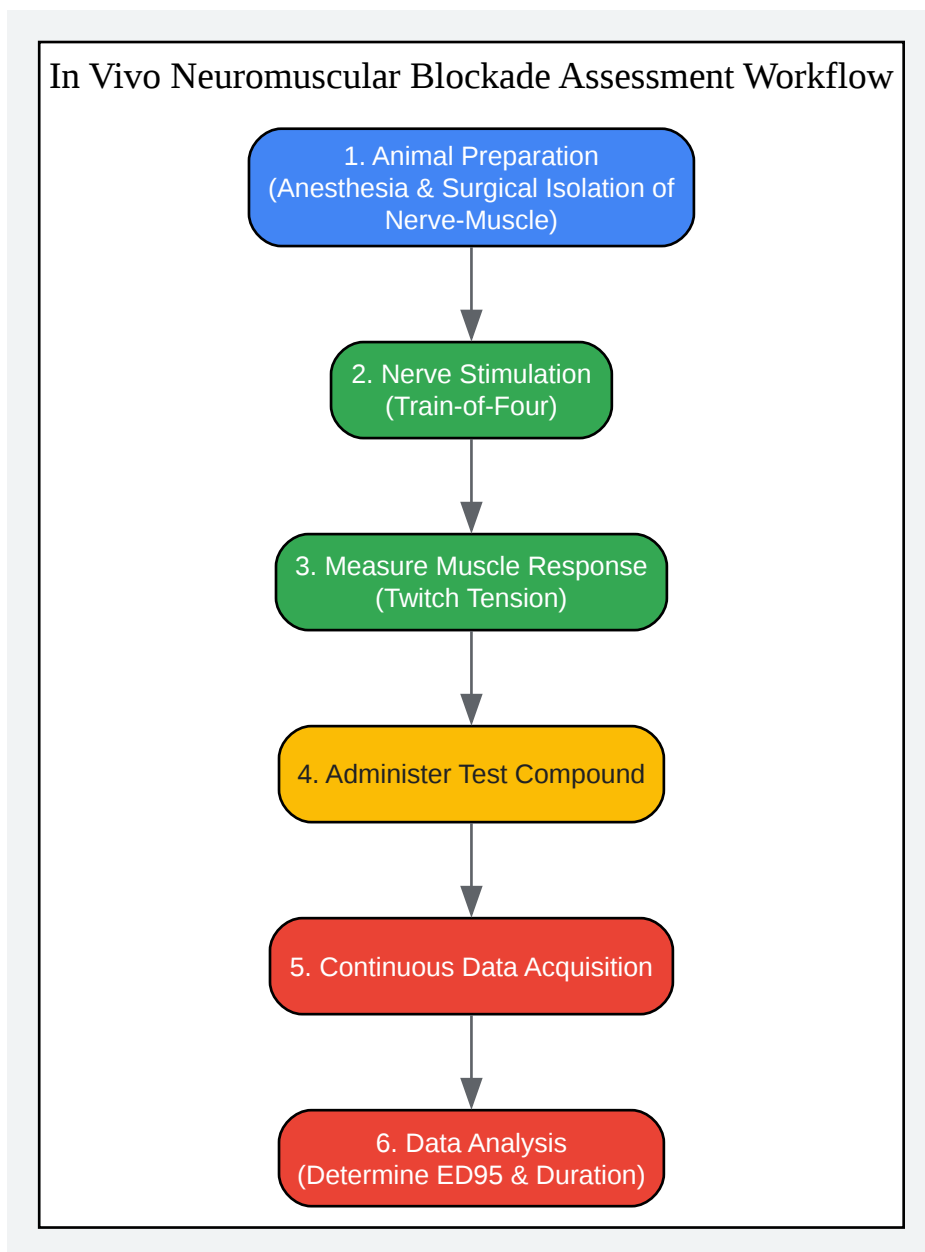 In Vivo Neuromuscular Blockade Assessment Workflow
1. Animal Preparation
(Anesthesia & Surgical Isolation of
Nerve-Muscle)
2. Nerve Stimulation
(Train-of-Four)
3. Measure Muscle Response
(Twitch Tension)
4. Administer Test Compound
5. Continuous Data Acquisition
6. Data Analysis
(Determine ED95 & Duration)